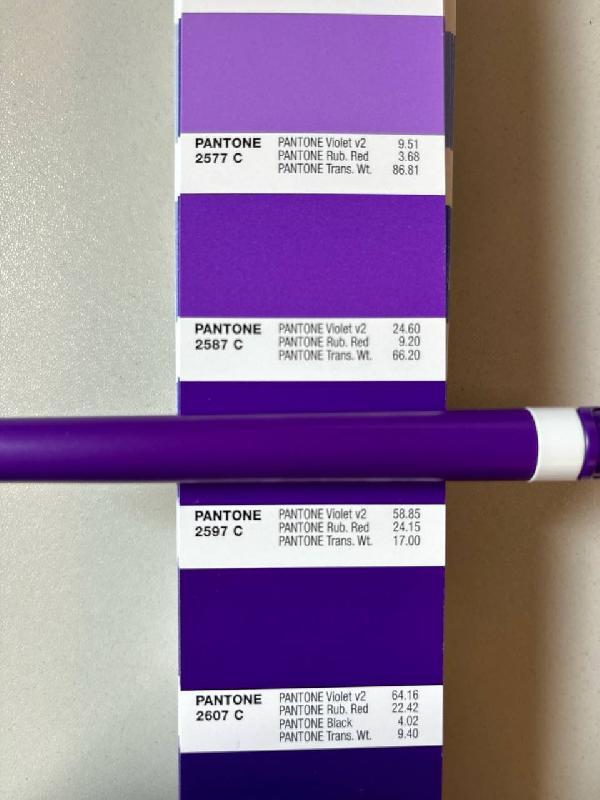 PANTONE PANTONE Violet v2 9.51
2577 C PANTONE Rub. Red 3.68
PANTONE Trans. Wt. 86.81
PANTONE PANTONE Violet v2 24.60
2587 C PANTONE Rub. Red 9.20
PANTONE Trans. Wt. 66.20
PANTONE PANTONE Violet v2 58.85
2597 C PANTONE Rub. Red 24.15
PANTONE Trans. Wt. 17.00
PANTONE PANTONE Violet v2 64.16
2607 C PANTONE Rub. Red 22.42
PANTONE Black 4.02
PANTONE Trans. Wt. 9.40